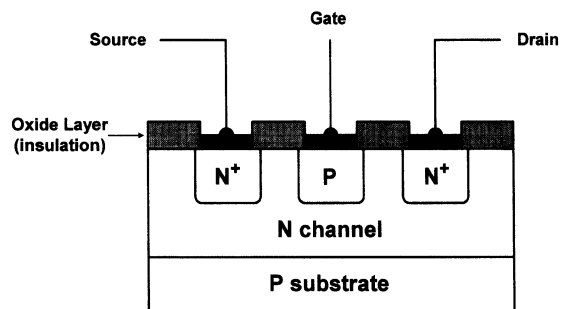 Gate
Source
Drain
Oxide Layer
(insulation)
N+
P
N+
N channel
P substrate